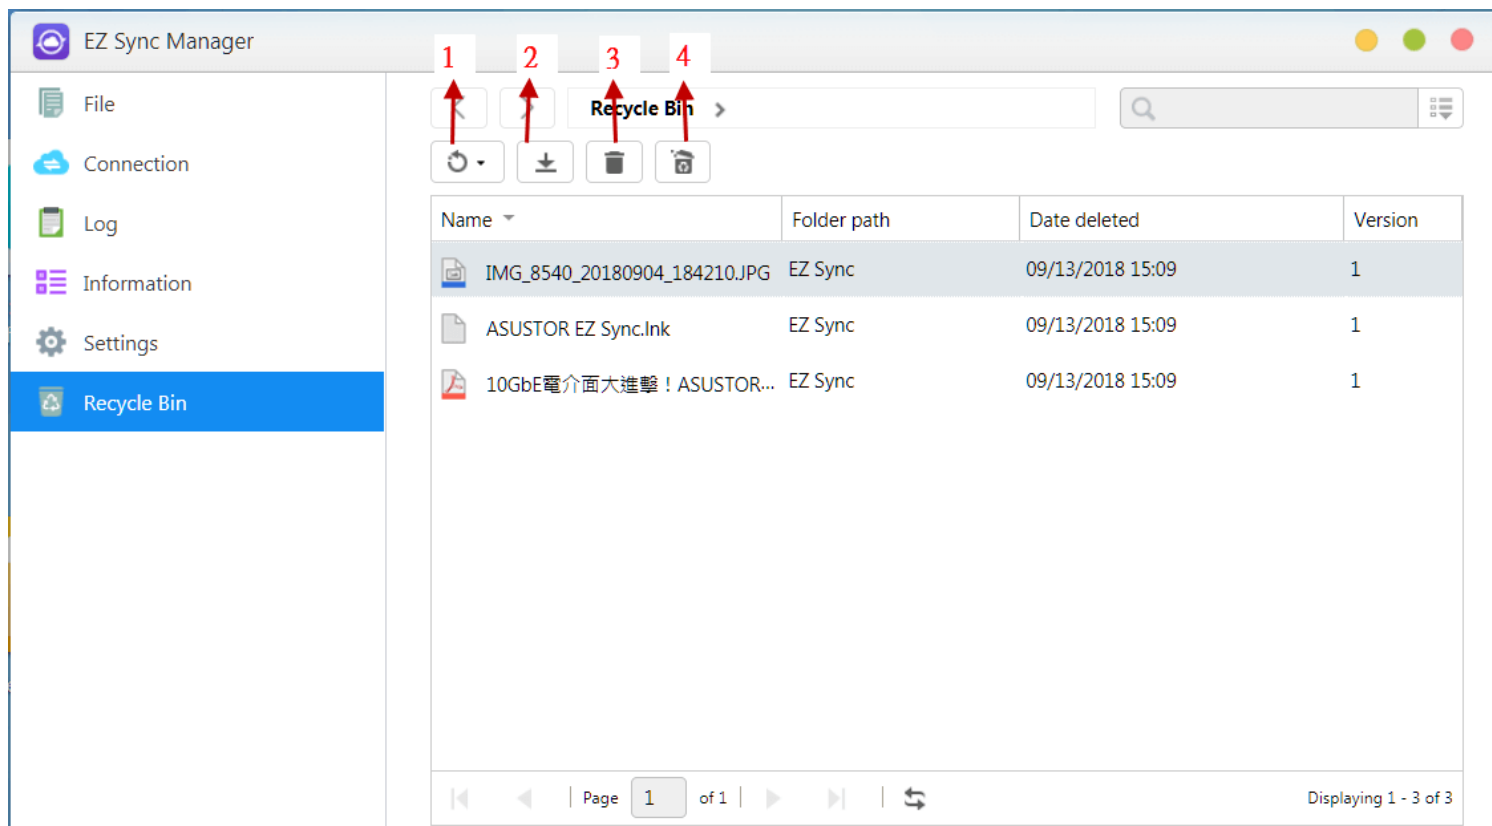 EZ Sync Manager
1 2 3 4
File
Connection
Log
Information
Settings
Recycle Bin
Recycle Bin
Name Folder path Date deleted Version
IMG_8540_20180904_184210.JPG EZ Sync 09/13/2018 15:09 1
ASUSTOR EZ Sync.lnk EZ Sync 09/13/2018 15:09 1
10GbE電介面大進擊！ASUSTOR... EZ Sync 09/13/2018 15:09 1
Page 1 of 1 Displaying 1 - 3 of 3